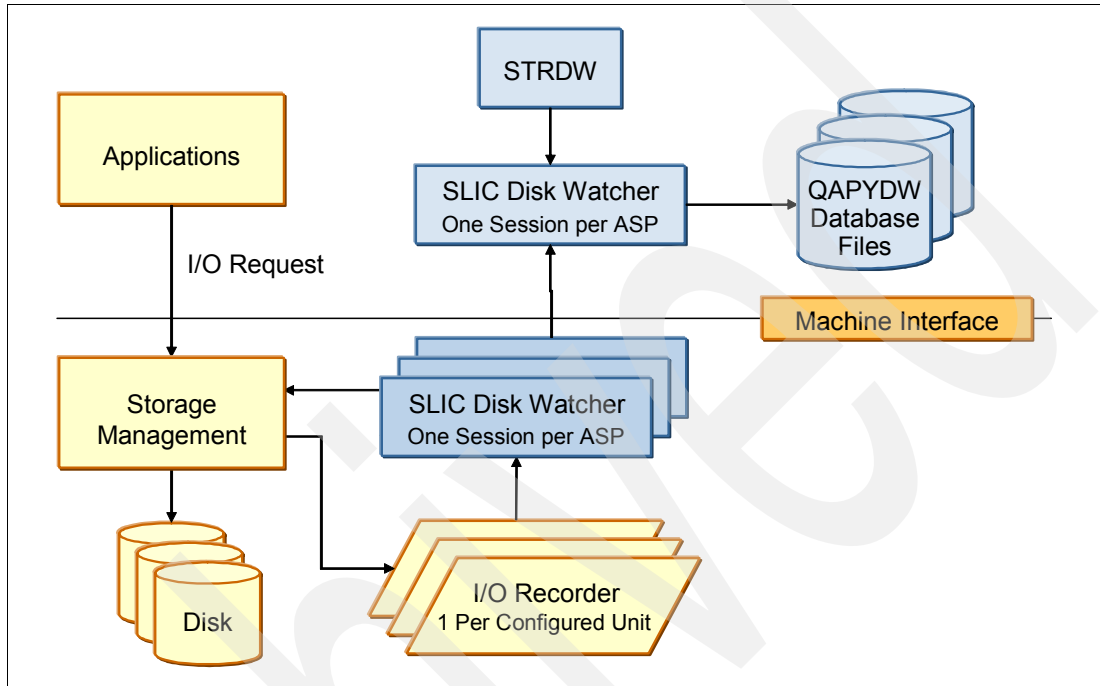 STRDW
Applications
SLIC Disk Watcher
One Session per ASP
QAPYDW
Database
Files
I/O Request
Machine Interface
Storage
Management
SLIC Disk Watcher
One Session per ASP
Disk
I/O Recorder
1 Per Configured Unit